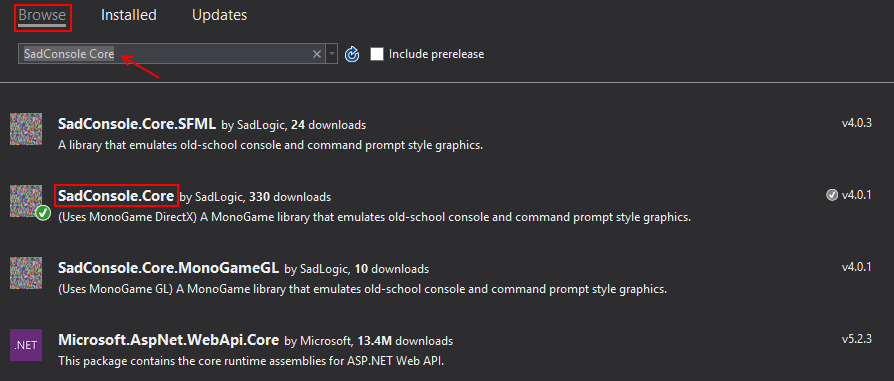 Browse Installed Updates
SadConsole Core Include prerelease
SadConsole.Core.SFML by SadLogic, 24 downloads v4.0.3
A library that emulates old-school console and command prompt style graphics.
SadConsole.Core by SadLogic, 330 downloads v4.0.1
(Uses MonoGame DirectX) A MonoGame library that emulates old-school console and command prompt style graphics.
SadConsole.Core.MonoGameGL by SadLogic, 10 downloads v4.0.1
(Uses MonoGame GL) A MonoGame library that emulates old-school console and command prompt style graphics.
.NET Microsoft.AspNet.WebApi.Core by Microsoft, 13.4M downloads v5.2.3
This package contains the core runtime assemblies for ASP.NET Web API.